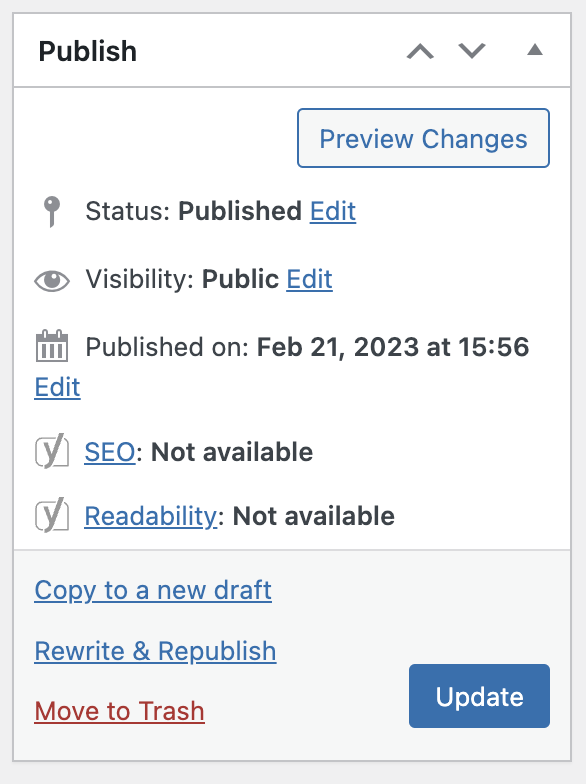 Publish
Preview Changes
Status: Published Edit
Visibility: Public Edit
Published on: Feb 21, 2023 at 15:56
Edit
SEO: Not available
Readability: Not available
Copy to a new draft
Rewrite & Republish
Move to Trash
Update